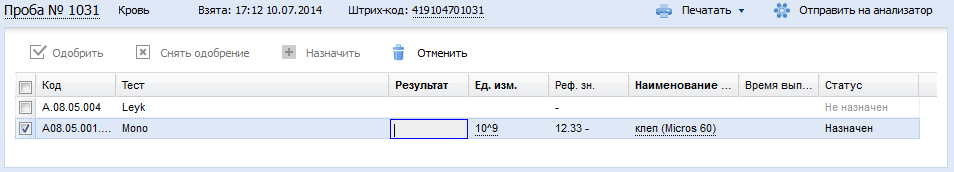 Проба № 1031 Кровь Взята: 17:12 10.07.2014 Штрих-код: 419104701031 Печатать Отправить на анализатор
Одобрить Снять одобрение Назначить Отменить
Код Тест Результат Ед. изм. Реф. зн. Наименование ... Время вып... Статус
A.08.05.004 Leyk - Не назначен
A08.05.001.... Mono 10^9 12.33 - клеп (Micros 60) Назначен